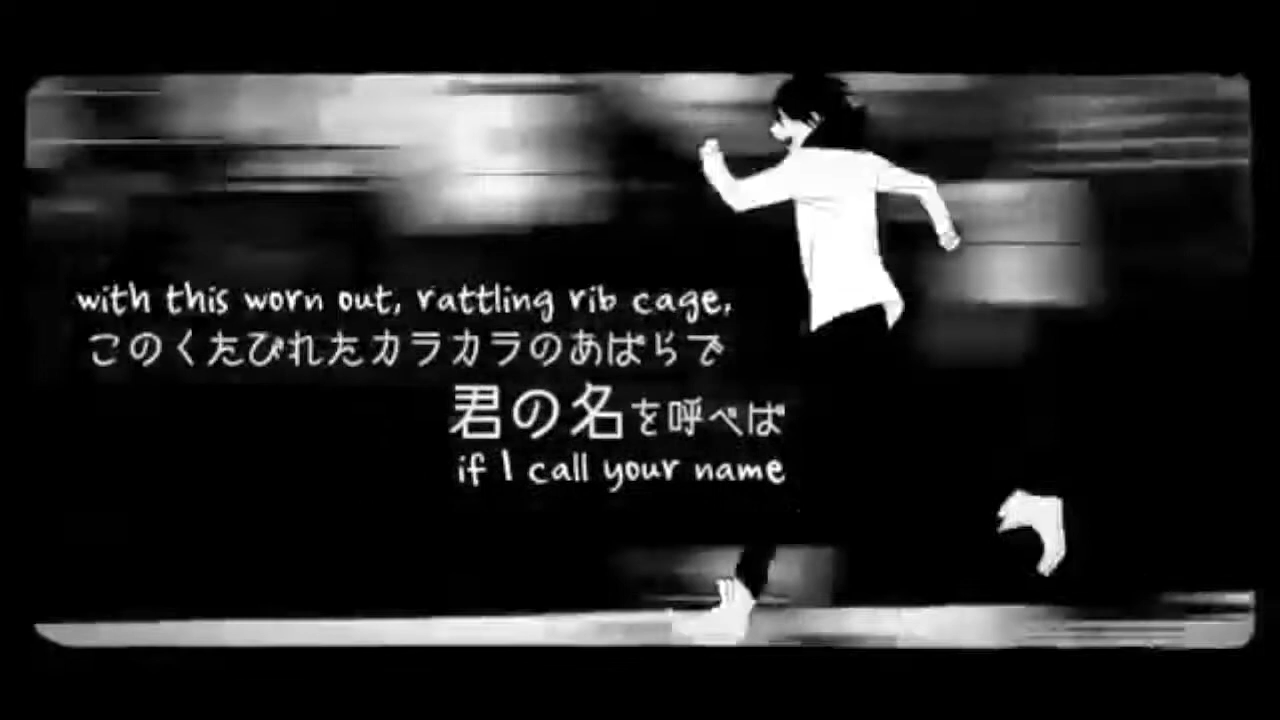 with this worn out, rattling rib cage,
このくたびれたカラカラのあばらで
君の名を呼べば
if I call your name